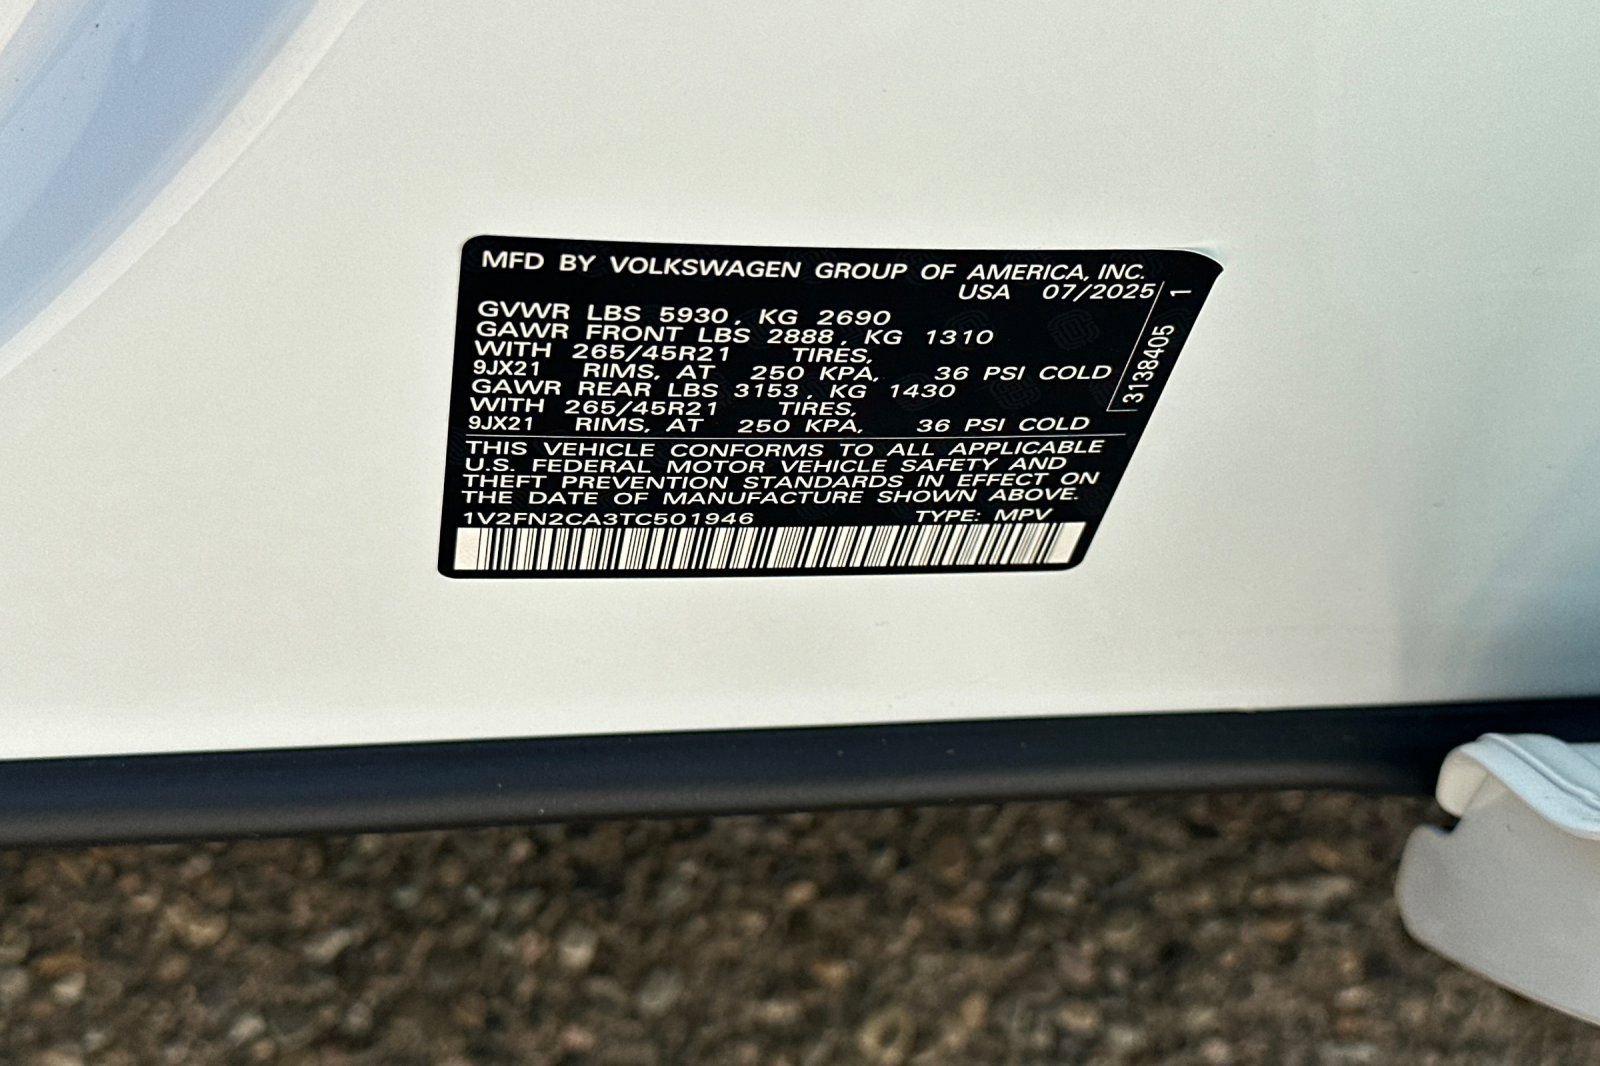 MFD BY VOLKSWAGEN GROUP OF AMERICA, INC.
USA 07/2025
GVWR LBS 5930, KG 2690
GAWR FRONT LBS 2888, KG 1310
WITH 265/45R21 TIRES,
9JX21 RIMS, AT 250 KPA, 36 PSI COLD
GAWR REAR LBS 3153, KG 1430
WITH 265/45R21 TIRES,
9JX21 RIMS, AT 250 KPA, 36 PSI COLD
THIS VEHICLE CONFORMS TO ALL APPLICABLE
U.S. FEDERAL MOTOR VEHICLE SAFETY AND
THEFT PREVENTION STANDARDS IN EFFECT ON
THE DATE OF MANUFACTURE SHOWN ABOVE.
1V2FN2CA3TC501946 TYPE: MPV
3138405 1